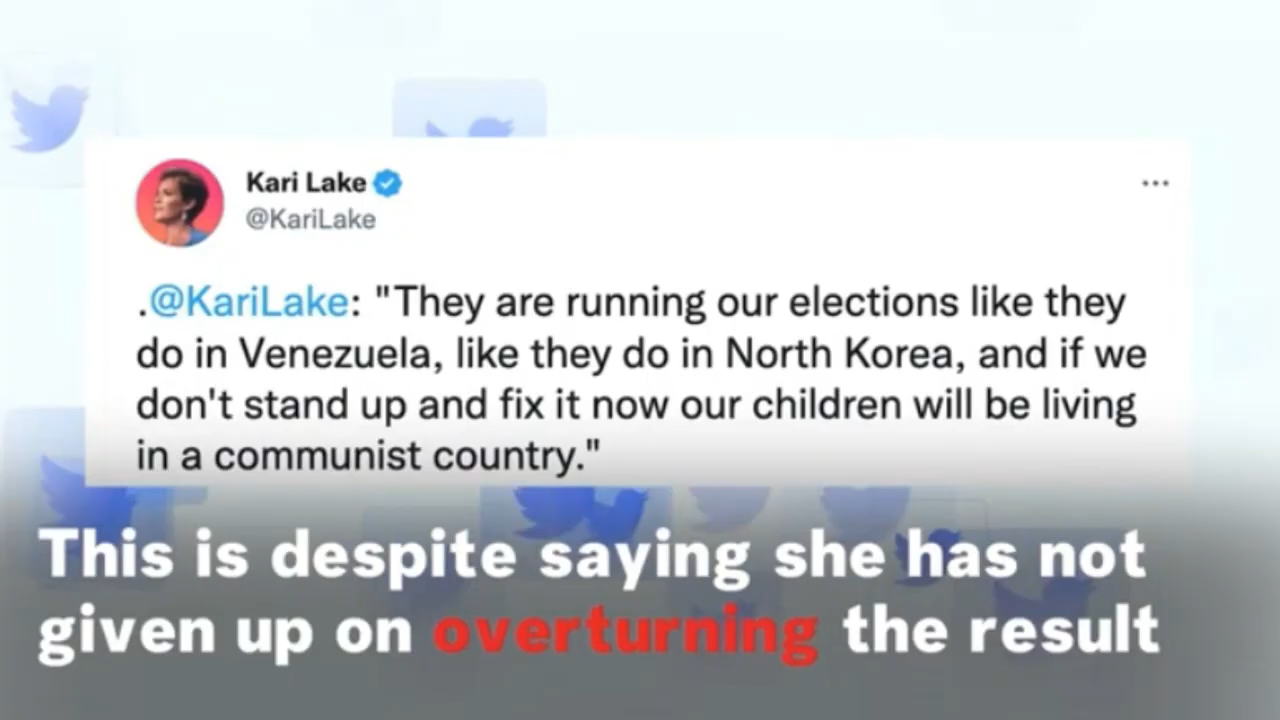 Kari Lake
@KariLake
.@KariLake: "They are running our elections like they
do in Venezuela, like they do in North Korea, and if we
don't stand up and fix it now our children will be living
in a communist country."
This is despite saying she has not
given up on overturning the result